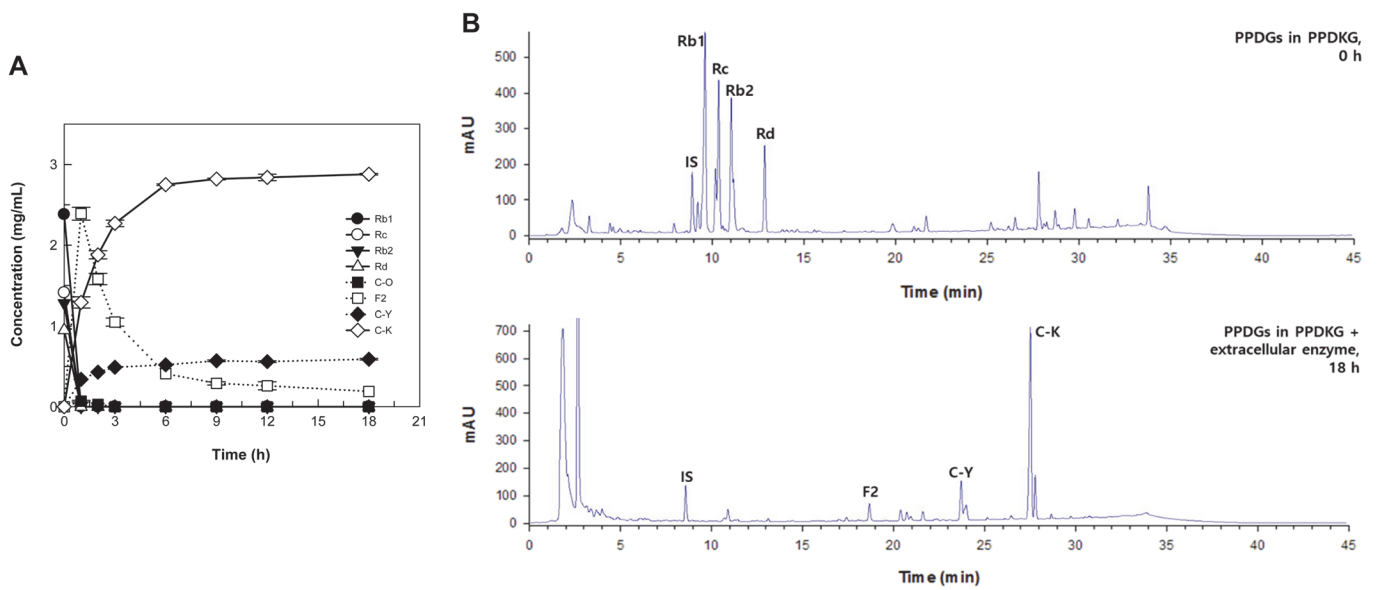 A
Concentration (mg/mL)
3
2
1
0
0 3 6 9 12 15 18 21
Time (h)
Rb1
Rc
Rb2
Rd
C-O
F2
C-Y
C-K
B
PPDGs in PPDKG,
0 h
mAU
500
400
300
200
100
0
IS
Rb1
Rc
Rb2
Rd
0 5 10 15 20 25 30 35 40 45
Time (min)
PPDGs in PPDKG +
extracellular enzyme,
18 h
mAU
700
600
500
400
300
200
100
0
IS
F2
C-Y
C-K
0 5 10 15 20 25 30 35 40 45
Time (min)